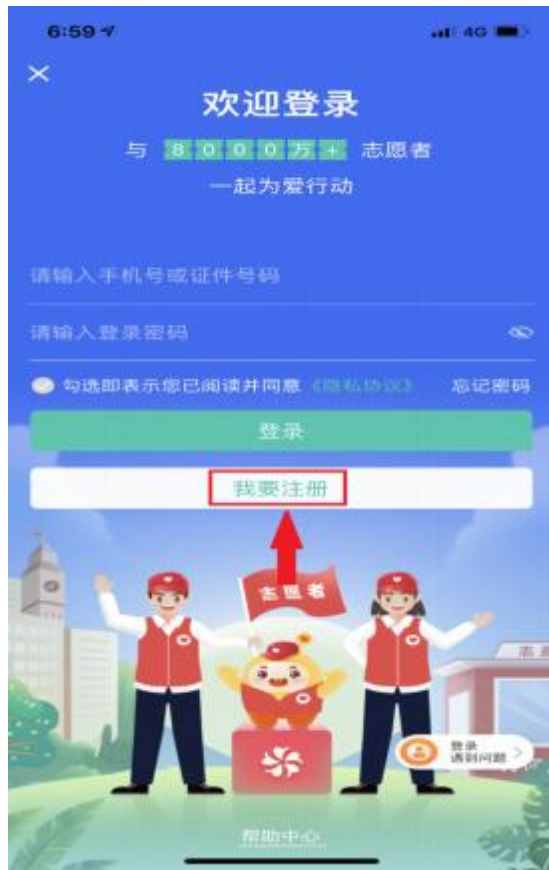 6:59
4G
欢迎登录
与 8000万+ 志愿者
一起为爱行动
请输入手机号或证件号码
请输入登录密码
勾选即表示您已阅读并同意《隐私协议》 忘记密码
登录
我要注册
志愿者
志愿
登录
遇到问题
帮助中心